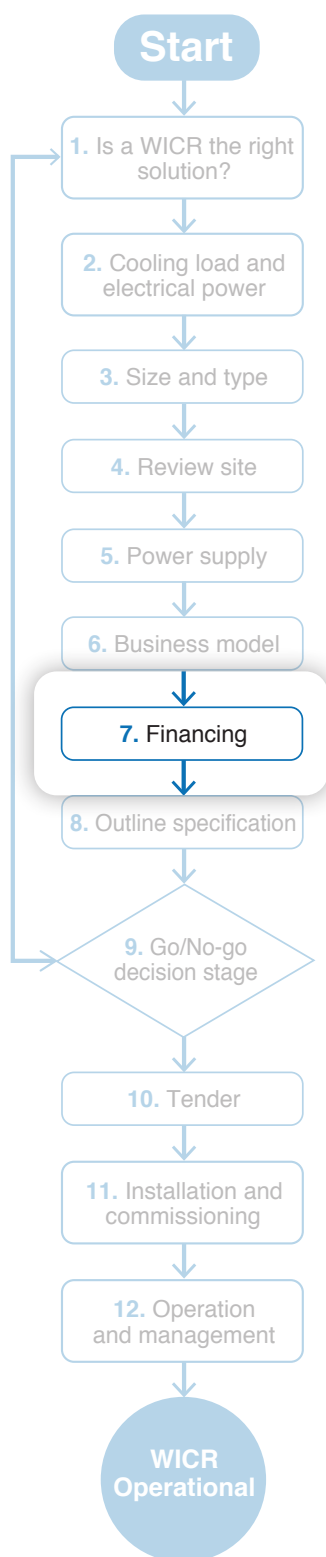 Start
1. Is a WICR the right
solution?
2. Cooling load and
electrical power
3. Size and type
4. Review site
5. Power supply
6. Business model
7. Financing
8. Outline specification
9. Go/No-go
decision stage
10. Tender
11. Installation and
commissioning
12. Operation
and management
WICR
Operational